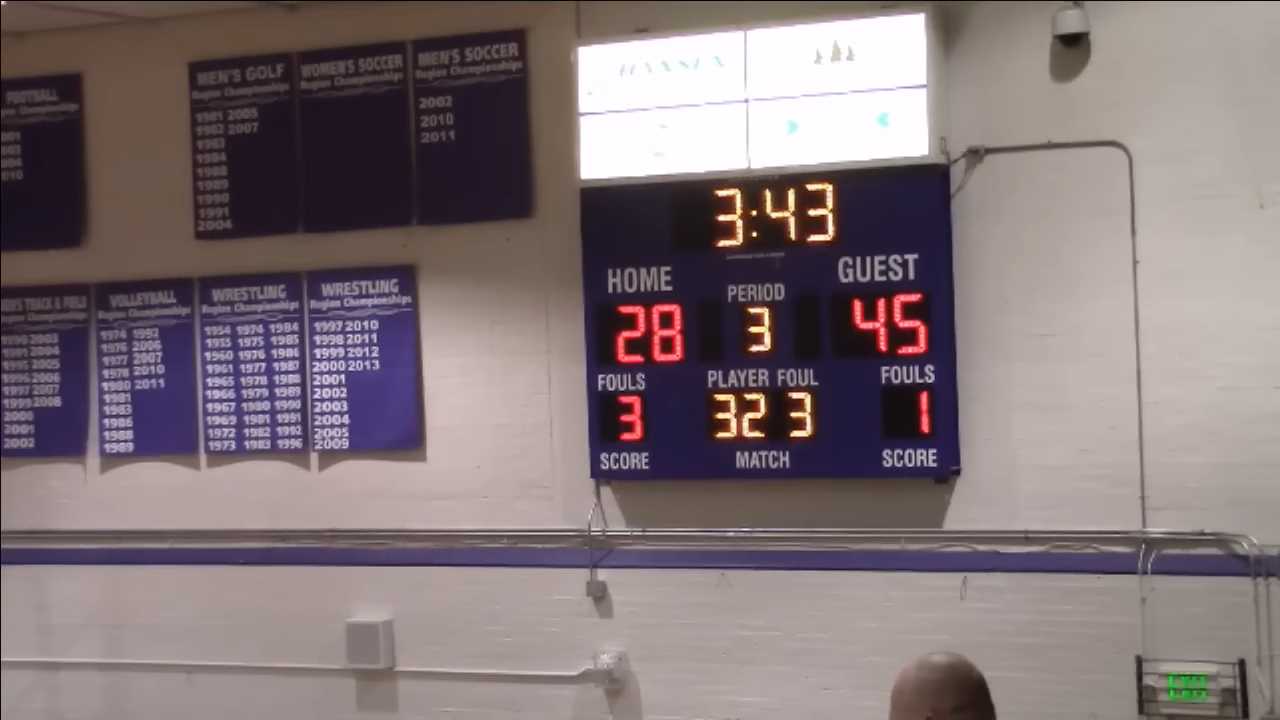 FOOTBALL
MEN'S GOLF
Region Championships
1981 2005
1982 2007
1983
1984
1988
1989
1990
1991
2004
WOMEN'S SOCCER
Region Championships
MEN'S SOCCER
Region Championships
2002
2010
2011
TRACK & FIELD
2000
2001
2002
VOLLEYBALL
Region Championships
1974 1992
1976 2006
1977 2007
1978 2010
1980 2011
1981
1983
1986
1988
1989
WRESTLING
Region Championships
1954 1974 1984
1955 1975 1985
1960 1976 1986
1961 1977 1987
1965 1978 1988
1966 1979 1989
1967 1980 1990
1969 1981 1991
1972 1982 1992
1973 1983 1996
WRESTLING
Region Championships
1997 2010
1998 2011
1999 2012
2000 2013
2001
2002
2003
2004
2005
2009
3:43
HOME
GUEST
PERIOD
28
3
45
FOULS
PLAYER FOUL
FOULS
3
32 3
1
SCORE
MATCH
SCORE